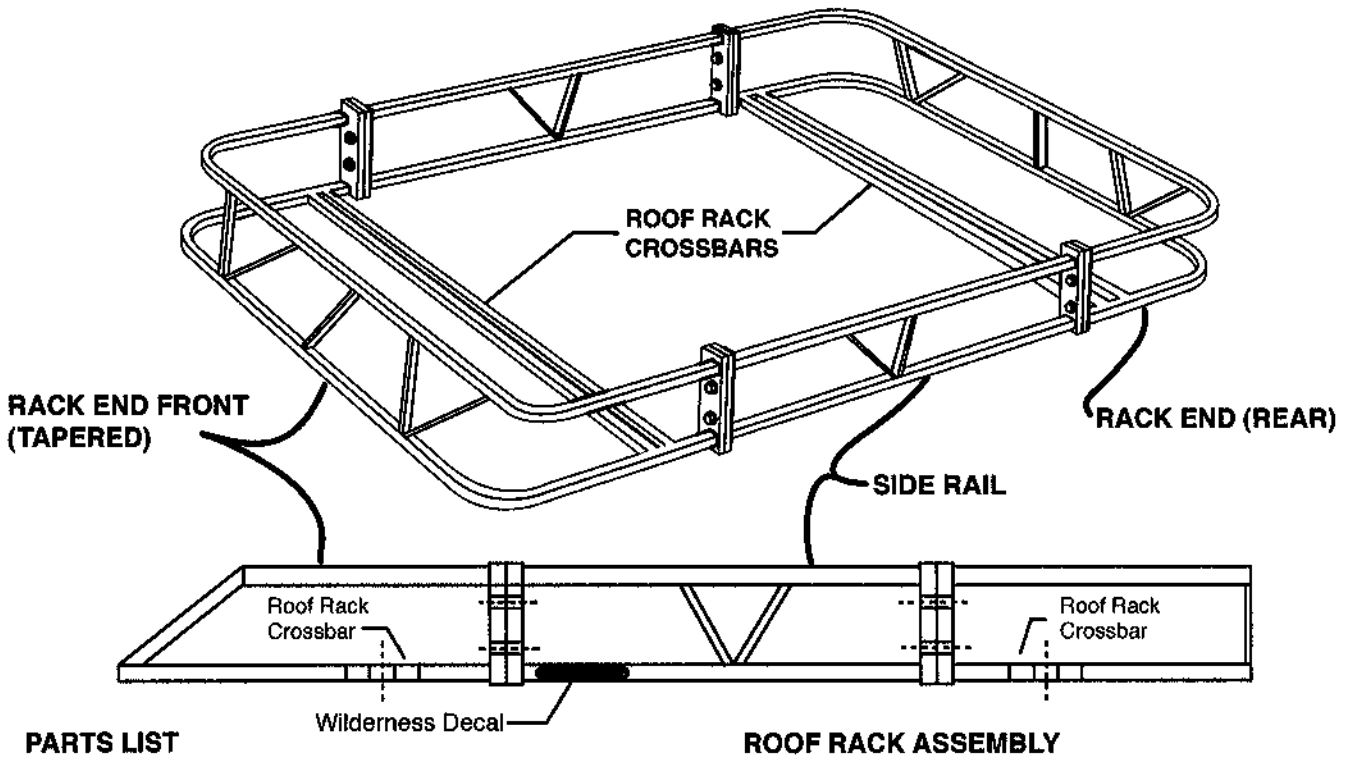 ROOF RACK
CROSSBARS
RACK END FRONT
(TAPERED)
RACK END (REAR)
SIDE RAIL
Roof Rack
Crossbar
Roof Rack
Crossbar
Wilderness Decal
PARTS LIST
ROOF RACK ASSEMBLY